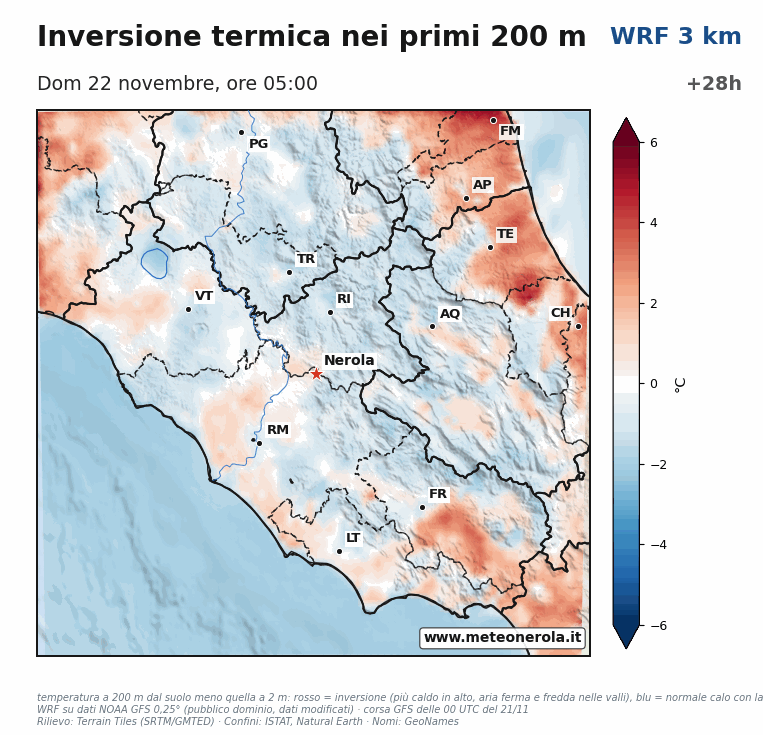 Inversione termica nei primi 200 m WRF 3 km
Dom 22 novembre, ore 05:00 +28h
FM
PG
AP
TE
TR
VT
RI
AQ
CH
Nerola
RM
FR
LT
www.meteonerola.it
6
4
2
0
−2
−4
−6
°C
temperatura a 200 m dal suolo meno quella a 2 m: rosso = inversione (più caldo in alto, aria ferma e fredda nelle valli), blu = normale calo con la
WRF su dati NOAA GFS 0,25° (pubblico dominio, dati modificati) · corsa GFS delle 00 UTC del 21/11
Rilievo: Terrain Tiles (SRTM/GMTED) · Confini: ISTAT, Natural Earth · Nomi: GeoNames